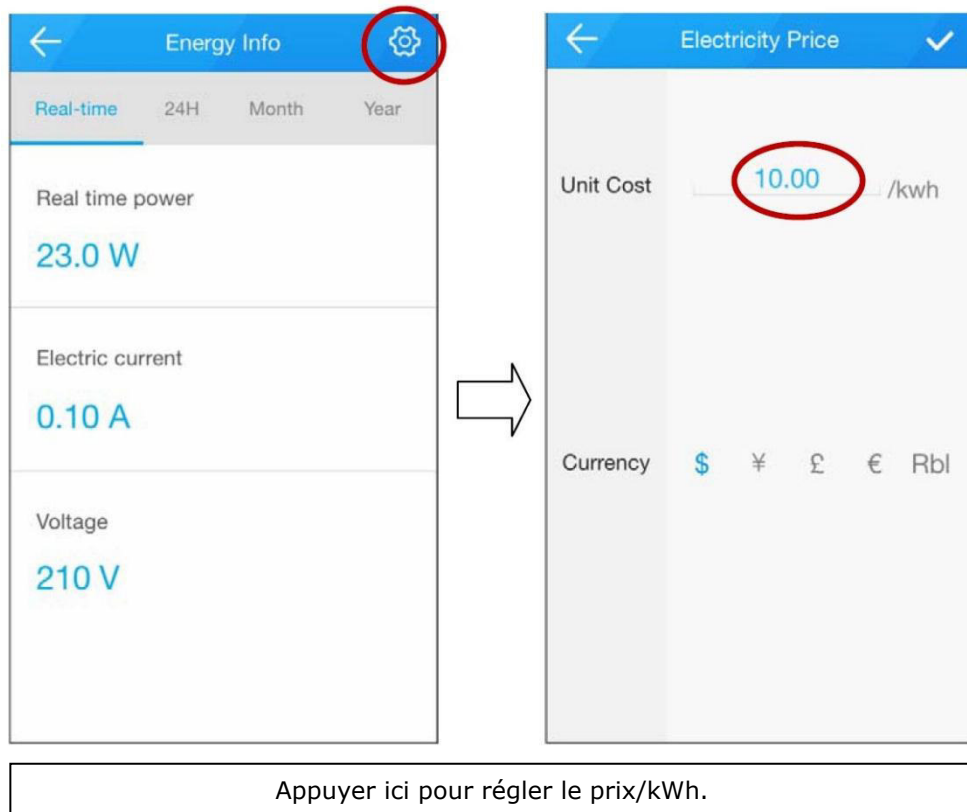 Energy Info
Real-time 24H Month Year
Real time power
23.0 W
Electric current
0.10 A
Voltage
210 V
Electricity Price
Unit Cost 10.00 /kwh
Currency $ ¥ £ € Rbl
Appuyer ici pour régler le prix/kWh.